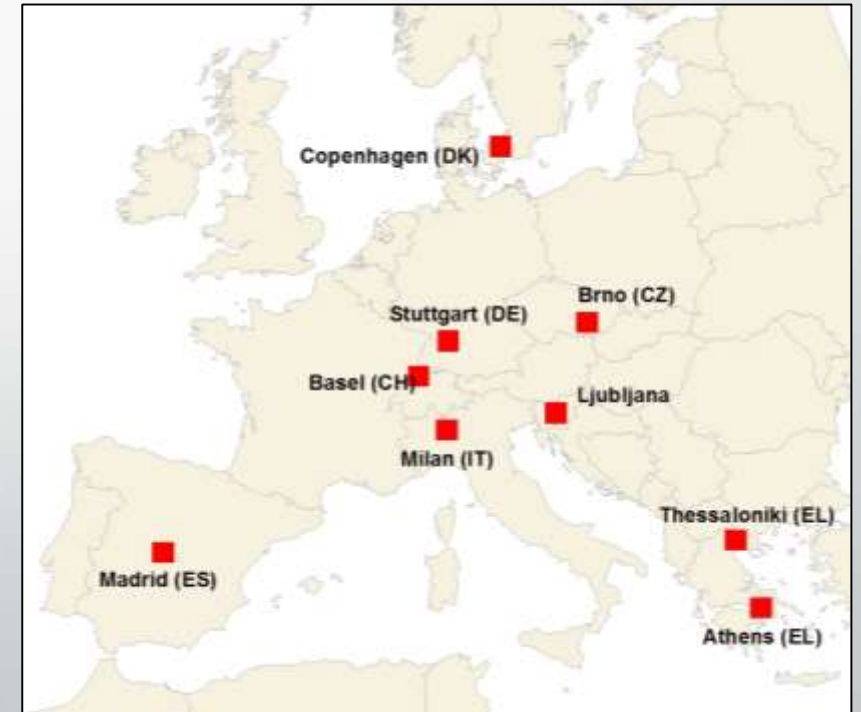 Copenhagen (DK)
Brno (CZ)
Stuttgart (DE)
Basel (CH)
Ljubljana
Milan (IT)
Thessaloniki (EL)
Madrid (ES)
Athens (EL)